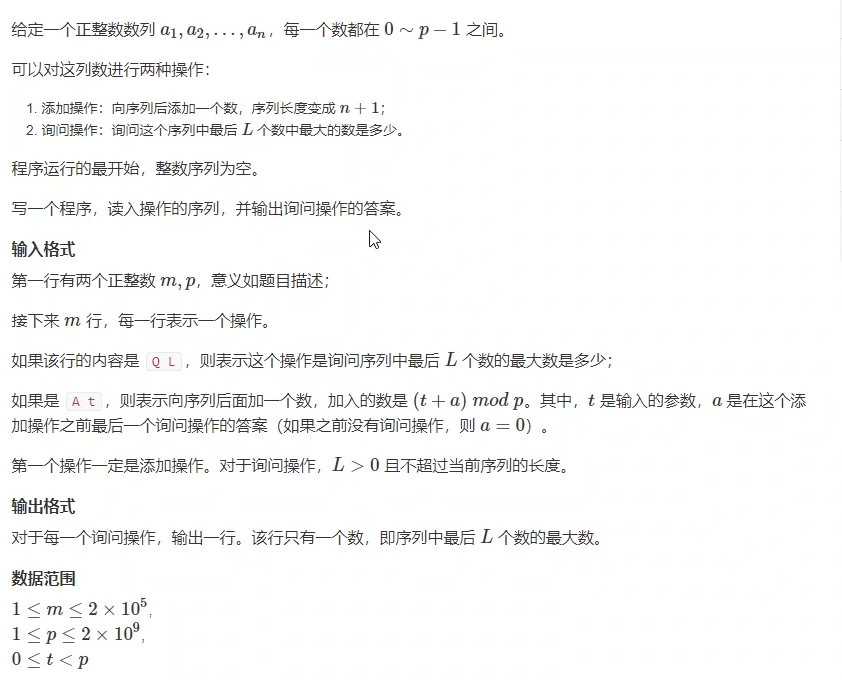 给定一个正整数数列 a₁, a₂, . . . , aₙ，每一个数都在 0 ∼ p − 1 之间。
可以对这列数进行两种操作：
1. 添加操作：向序列后添加一个数，序列长度变成 n + 1；
2. 询问操作：询问这个序列中最后 L 个数中最大的数是多少。
程序运行的最开始，整数序列为空。
写一个程序，读入操作的序列，并输出询问操作的答案。
输入格式
第一行有两个正整数 m, p，意义如题目描述；
接下来 m 行，每一行表示一个操作。
如果该行的内容是 Q L ，则表示这个操作是询问序列中最后 L 个数的最大数是多少；
如果是 A t ，则表示向序列后面加一个数，加入的数是 (t + a) mod p。其中，t 是输入的参数，a 是在这个添
加操作之前最后一个询问操作的答案（如果之前没有询问操作，则 a = 0）。
第一个操作一定是添加操作。对于询问操作，L > 0 且不超过当前序列的长度。
输出格式
对于每一个询问操作，输出一行。该行只有一个数，即序列中最后 L 个数的最大数。
数据范围
1 ≤ m ≤ 2 × 10⁵,
1 ≤ p ≤ 2 × 10⁹,
0 ≤ t < p